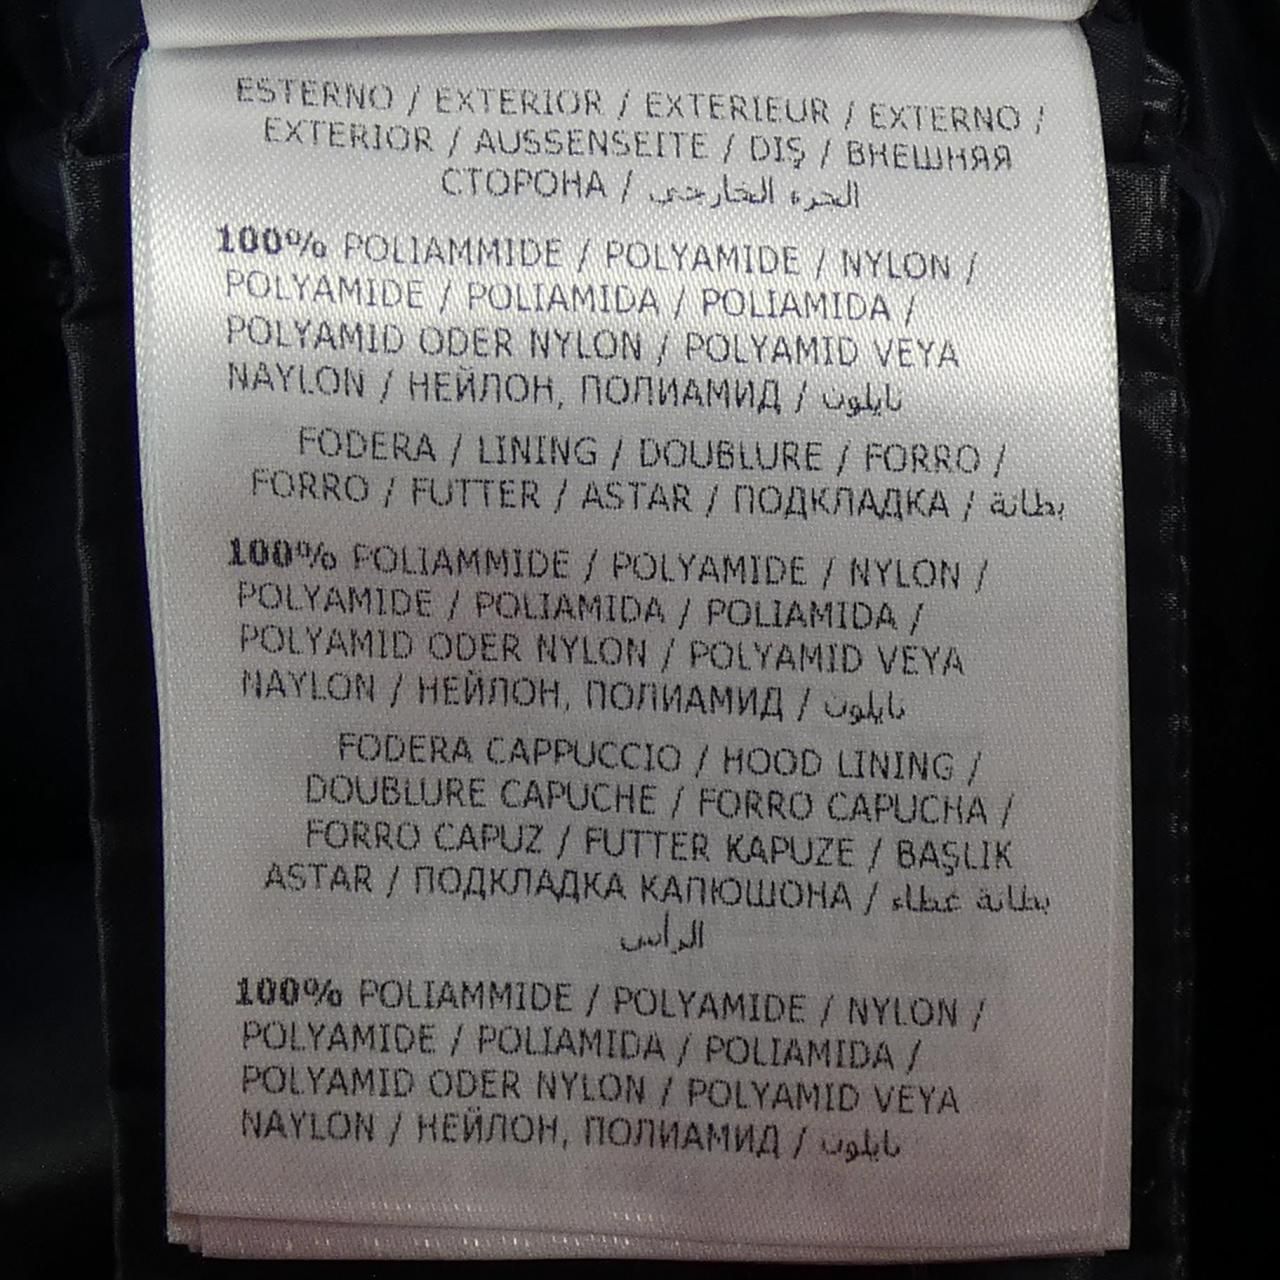 ESTERNO / EXTERIOR / EXTERIEUR / EXTERNO /
EXTERIOR / AUSSENSEITE / DIŞ / ВНЕШНЯЯ
СТОРОНА / الجزء الخارجي
100% POLIAMMIDE / POLYAMIDE / NYLON /
POLYAMIDE / POLIAMIDA / POLIAMIDA /
POLYAMID ODER NYLON / POLYAMID VEYA
NAYLON / НЕЙЛОН, ПОЛИАМИД / نايلون
FODERA / LINING / DOUBLURE / FORRO /
FORRO / FUTTER / ASTAR / ПОДКЛАДКА / بطانة
100% POLIAMMIDE / POLYAMIDE / NYLON /
POLYAMIDE / POLIAMIDA / POLIAMIDA /
POLYAMID ODER NYLON / POLYAMID VEYA
NAYLON / НЕЙЛОН, ПОЛИАМИД / نايلون
FODERA CAPPUCCIO / HOOD LINING /
DOUBLURE CAPUCHE / FORRO CAPUCHA /
FORRO CAPUZ / FUTTER KAPUZE / BAŞLIK
ASTAR / ПОДКЛАДКА КАПЮШОНА / بطانة غطاء
الرأس
100% POLIAMMIDE / POLYAMIDE / NYLON /
POLYAMIDE / POLIAMIDA / POLIAMIDA /
POLYAMID ODER NYLON / POLYAMID VEYA
NAYLON / НЕЙЛОН, ПОЛИАМИД / نايلون